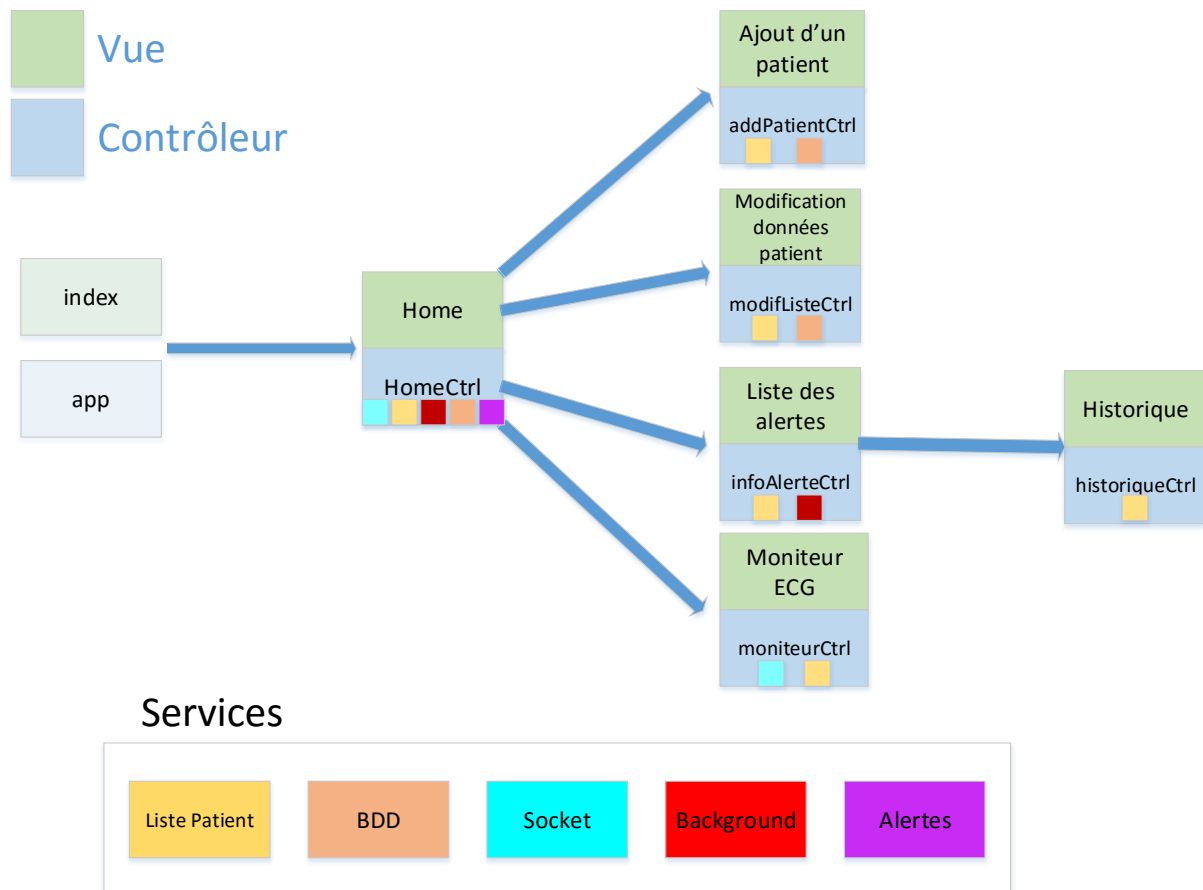 Vue
Contrôleur
index
app
Home
HomeCtrl
Ajout d’un
patient
addPatientCtrl
Modification
données
patient
modifListeCtrl
Liste des
alertes
infoAlerteCtrl
Moniteur
ECG
moniteurCtrl
Historique
historiqueCtrl
Services
Liste Patient
BDD
Socket
Background
Alertes